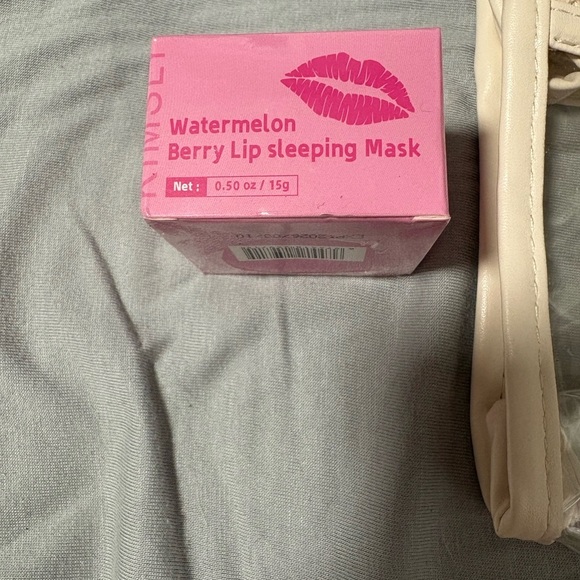 Watermelon
Berry Lip sleeping Mask
Net : 0.50 oz / 15g